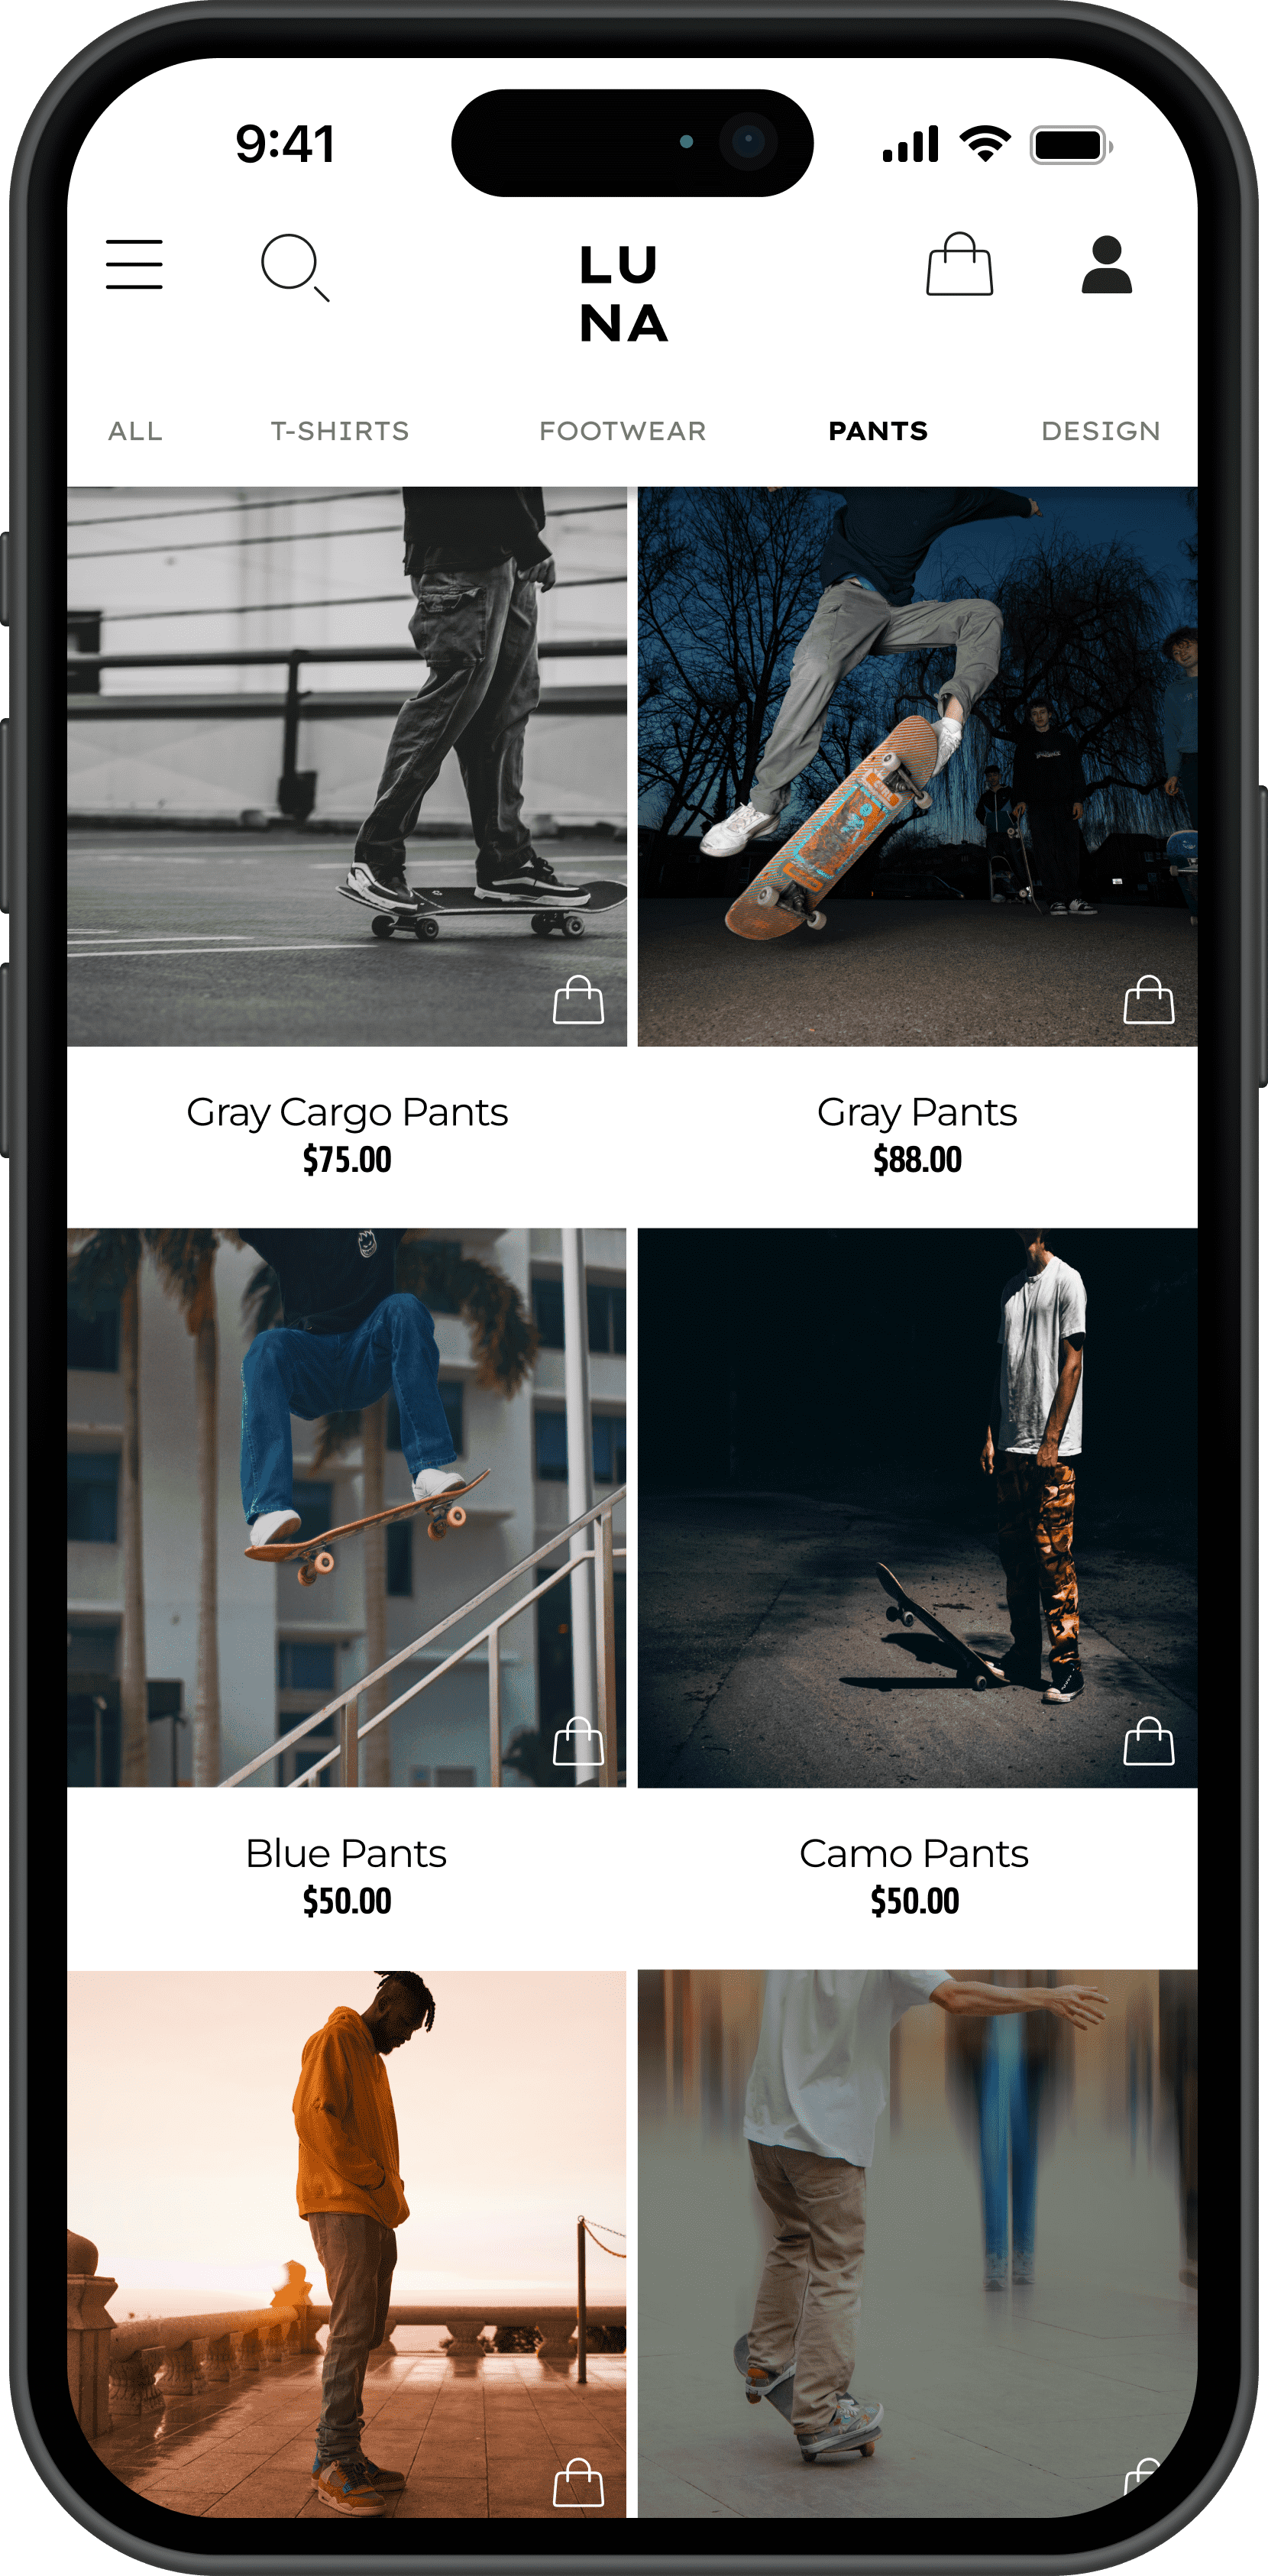 9:41
LU
NA
ALL T-SHIRTS FOOTWEAR PANTS DESIGN
Gray Cargo Pants
$75.00
Gray Pants
$88.00
Blue Pants
$50.00
Camo Pants
$50.00